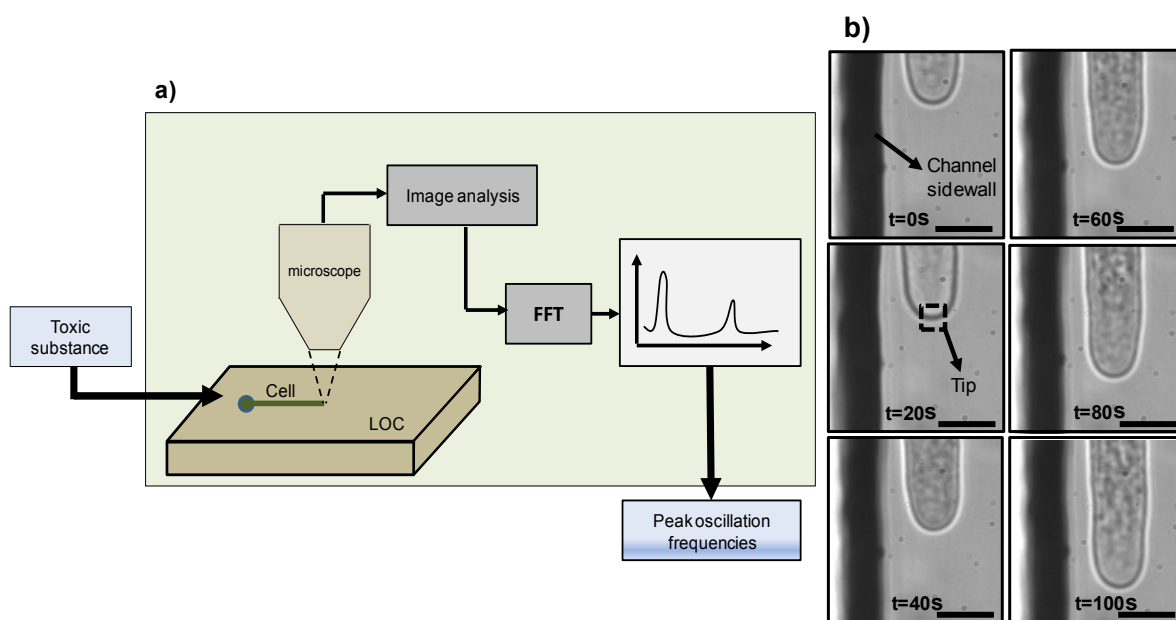 a)
Image analysis
microscope
FFT
Toxic
substance
Cell
LOC
Peak oscillation
frequencies
b)
Channel
sidewall
t=0s
t=60s
Tip
t=20s
t=80s
t=40s
t=100s